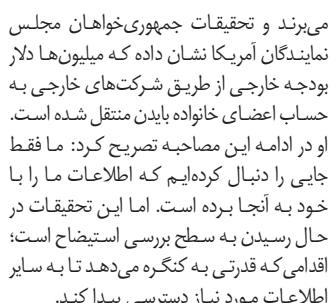 می‌برند و تحقیقات جمهوری‌خواهان مجلس
نمایندگان آمریکا نشان داده که میلیون‌ها دلار
بودجه خارجی از طریق شرکت‌های خارجی به
حساب اعضای خانواده بایدن منتقل شده است.
او در ادامه این مصاحبه تصریح کرد: ما فقط
جایی را دنبال کرده‌ایم که اطلاعات ما را با
خود به آنجا برده است. اما این تحقیقات در
حال رسیدن به سطح بررسی استیضاح است؛
اقدامی که قدرتی به کنگره می‌دهد تا به سایر
اطلاعات مورد نیاز دسترسی پیدا کند.